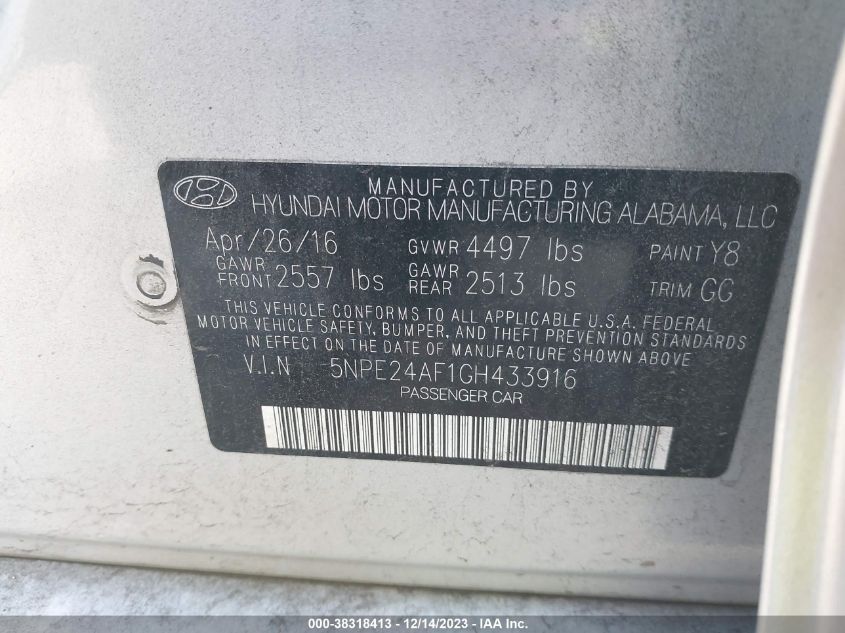 MANUFACTURED BY
HYUNDAI MOTOR MANUFACTURING ALABAMA, LLC
Apr/26/16 GVWR 4497 lbs PAINT Y8
GAWR FRONT 2557 lbs GAWR REAR 2513 lbs TRIM GG
THIS VEHICLE CONFORMS TO ALL APPLICABLE U.S.A. FEDERAL
MOTOR VEHICLE SAFETY, BUMPER, AND THEFT PREVENTION STANDARDS
IN EFFECT ON THE DATE OF MANUFACTURE SHOWN ABOVE
V.I.N 5NPE24AF1GH433916
PASSENGER CAR
000-38318413 - 12/14/2023 - IAA Inc.